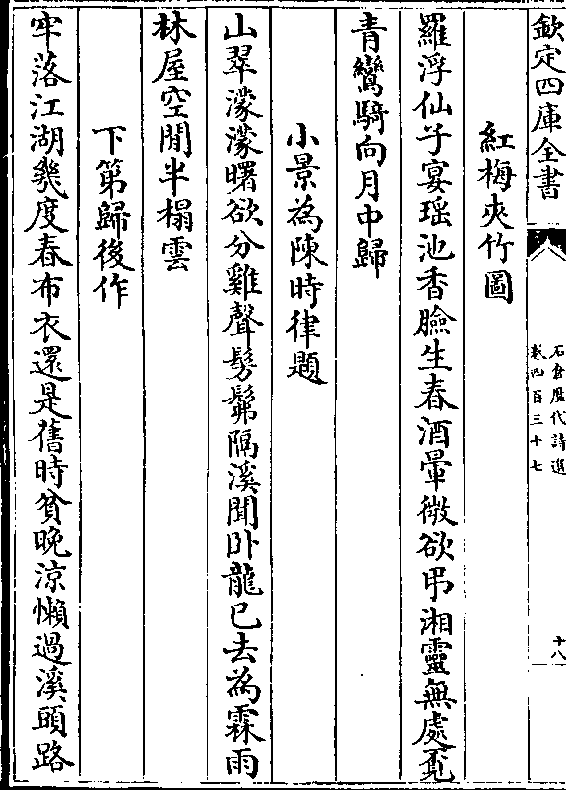 欽定四庫全書
石倉歷代詩選
卷四百三十七
十八
紅梅夾竹圖
羅浮仙子宴瑶池香臉生春酒暈微欲弔湘靈無處覔
青鸞騎向月中歸
小景為陳時律題
山翠濛濛曙欲分雞聲髣髴隔溪聞卧龍已去為霖雨
林屋空閒半榻雲
下第歸後作
牢落江湖幾度春布衣還是舊時貧晚涼懶過溪頭路